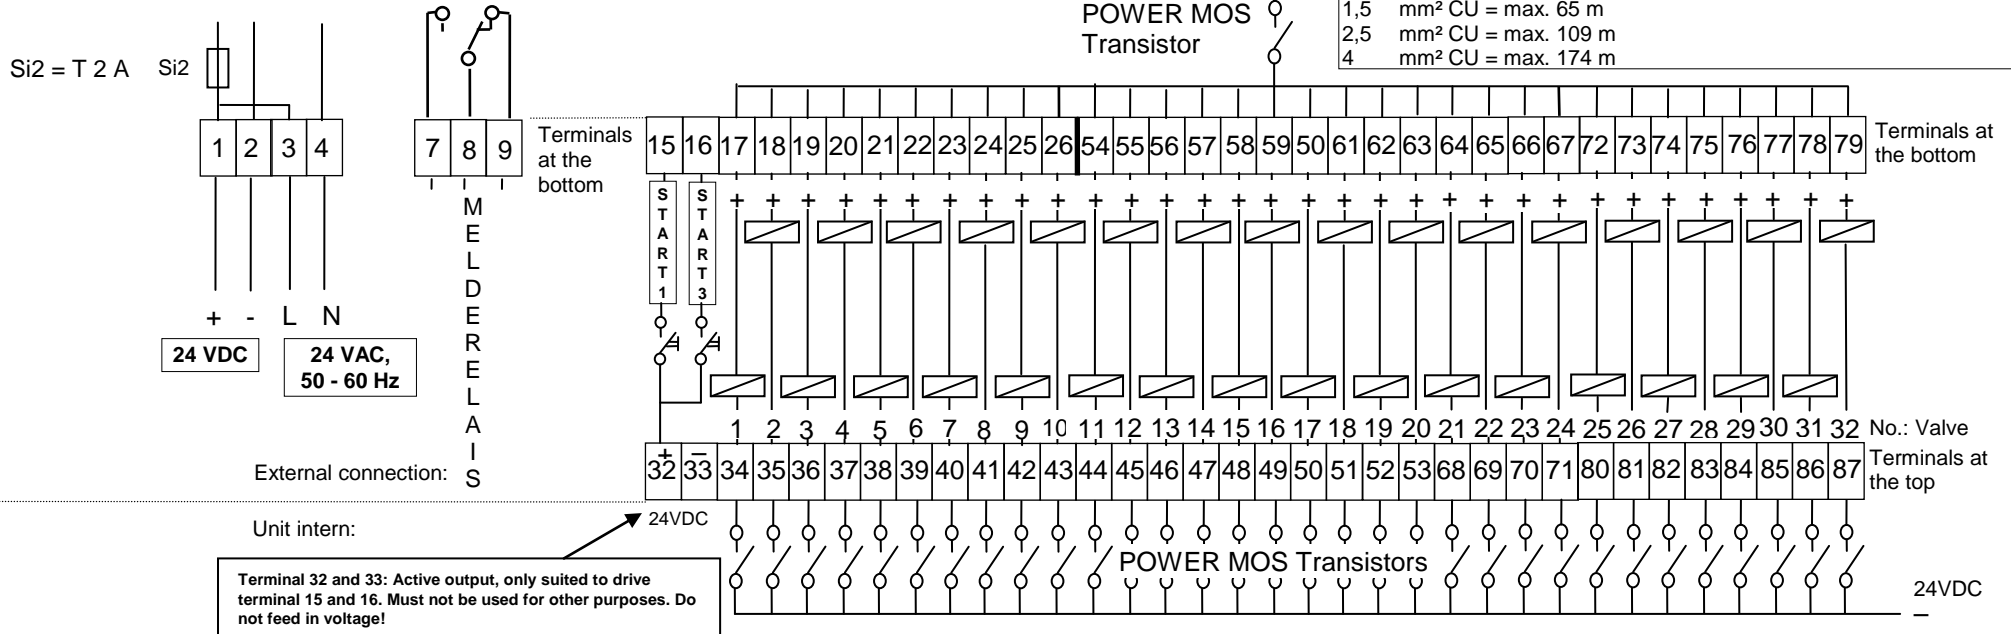 POWER MOS
Transistor
1,5 mm² CU = max. 65 m
2,5 mm² CU = max. 109 m
4 mm² CU = max. 174 m
Si2 = T 2 A
Si2
1 2 3 4
7 8 9
Terminals
at the
bottom
15 16 17 18 19 20 21 22 23 24 25 26 54 55 56 57 58 59 50 61 62 63 64 65 66 67 72 73 74 75 76 77 78 79
Terminals at
the bottom
START1
START3
+ + + + + + + + + + + + + + + + + + + + + + + + + + + + + + + +
MELDERELAIS
+ - L N
24 VDC
24 VAC,
50 - 60 Hz
1 2 3 4 5 6 7 8 9 10 11 12 13 14 15 16 17 18 19 20 21 22 23 24 25 26 27 28 29 30 31 32 No.: Valve
+ –
32 33 34 35 36 37 38 39 40 41 42 43 44 45 46 47 48 49 50 51 52 53 68 69 70 71 80 81 82 83 84 85 86 87
Terminals at
the top
External connection:
Unit intern:
24VDC
POWER MOS Transistors
24VDC
–
Terminal 32 and 33: Active output, only suited to drive
terminal 15 and 16. Must not be used for other purposes. Do
not feed in voltage!